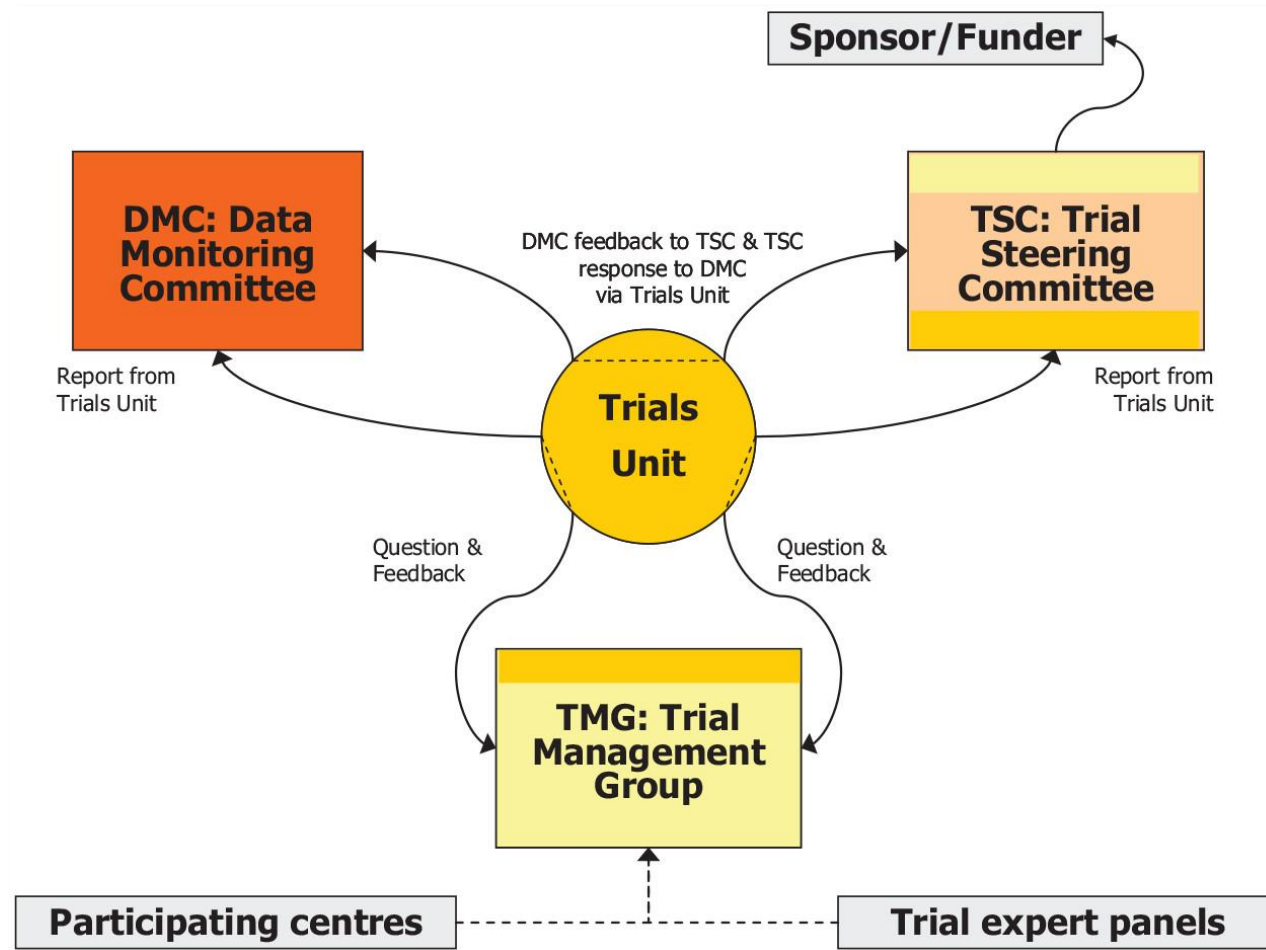 Sponsor/Funder
DMC: Data
Monitoring
Committee
DMC feedback to TSC & TSC
response to DMC
via Trials Unit
TSC: Trial
Steering
Committee
Report from
Trials Unit
Trials
Unit
Report from
Trials Unit
Question &
Feedback
Question &
Feedback
TMG: Trial
Management
Group
Participating centres
Trial expert panels